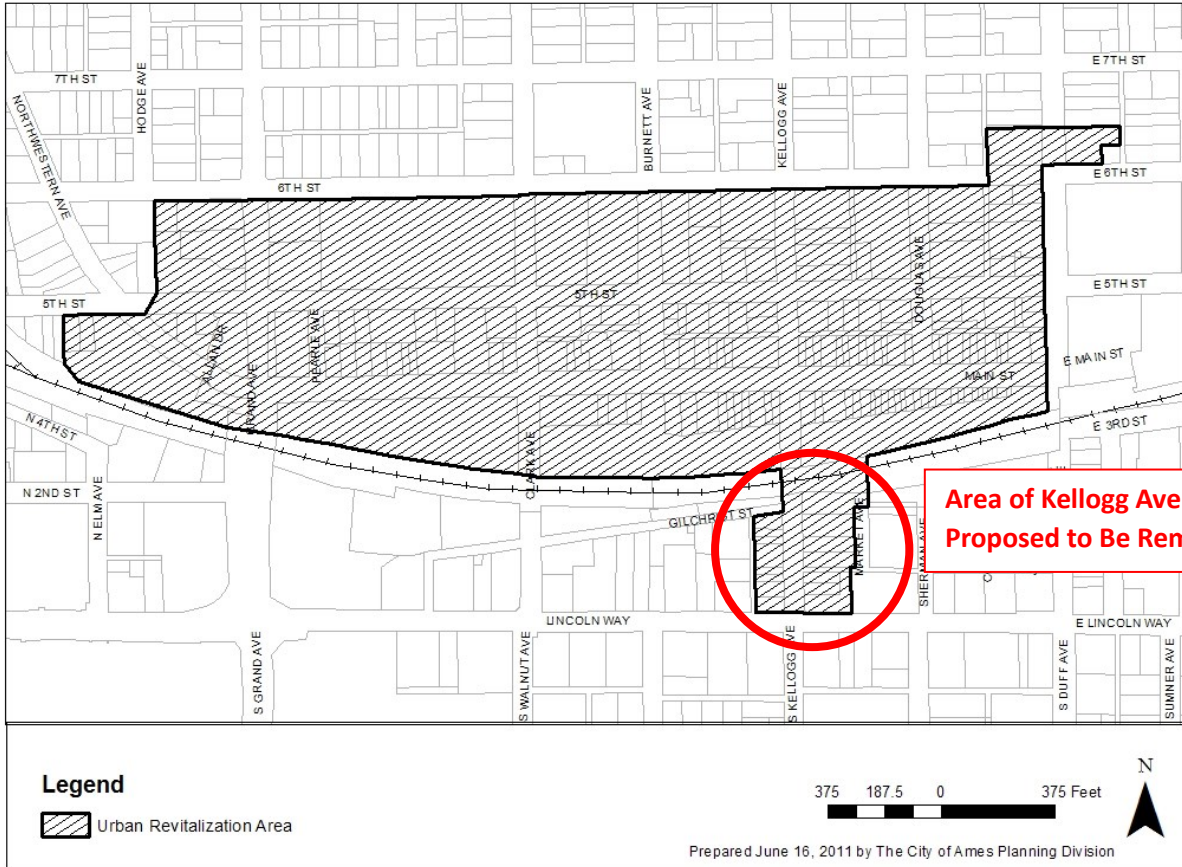 E 7TH ST
7TH ST
HODGE AVE
NORTHWESTERN AVE
BURNETT AVE
KELLOGG AVE
6TH ST
E 6TH ST
5TH ST
5TH ST
E 5TH ST
DOUGLAS AVE
ALLAN DR
PEARLE AVE
GRAND AVE
MAIN ST
E MAIN ST
N 4TH ST
E 3RD ST
CLARK AVE
N 2ND ST
N ELM AVE
GILCHRIST ST
MARKET AVE
SHERMAN AVE
Area of Kellogg Ave
Proposed to Be Rem
LINCOLN WAY
E LINCOLN WAY
S GRAND AVE
S WALNUT AVE
S KELLOGG AVE
S DUFF AVE
SUMNER AVE
Legend
Urban Revitalization Area
375 187.5 0 375 Feet
N
Prepared June 16, 2011 by The City of Ames Planning Division